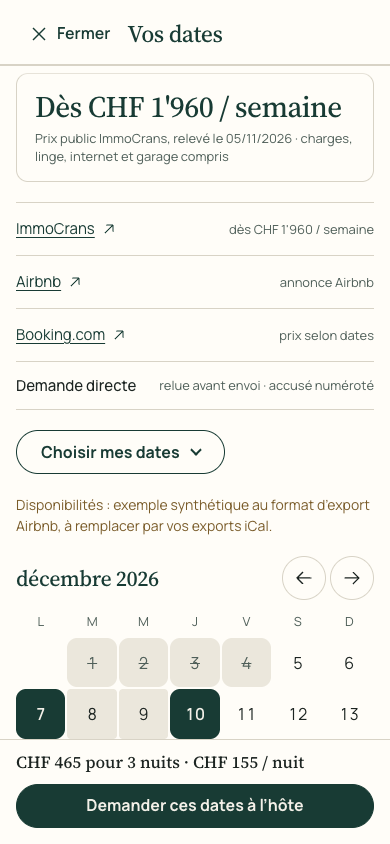 Fermer Vos dates
Dès CHF 1'960 / semaine
Prix public ImmoCrans, relevé le 05/11/2026 · charges,
linge, internet et garage compris
ImmoCrans ↗ dès CHF 1'960 / semaine
Airbnb ↗ annonce Airbnb
Booking.com ↗ prix selon dates
Demande directe relue avant envoi · accusé numéroté
Choisir mes dates
Disponibilités : exemple synthétique au format d'export
Airbnb, à remplacer par vos exports iCal.
décembre 2026 ← →
L M M J V S D
1 2 3 4 5 6
7 8 9 10 11 12 13
CHF 465 pour 3 nuits · CHF 155 / nuit
Demander ces dates à l'hôte